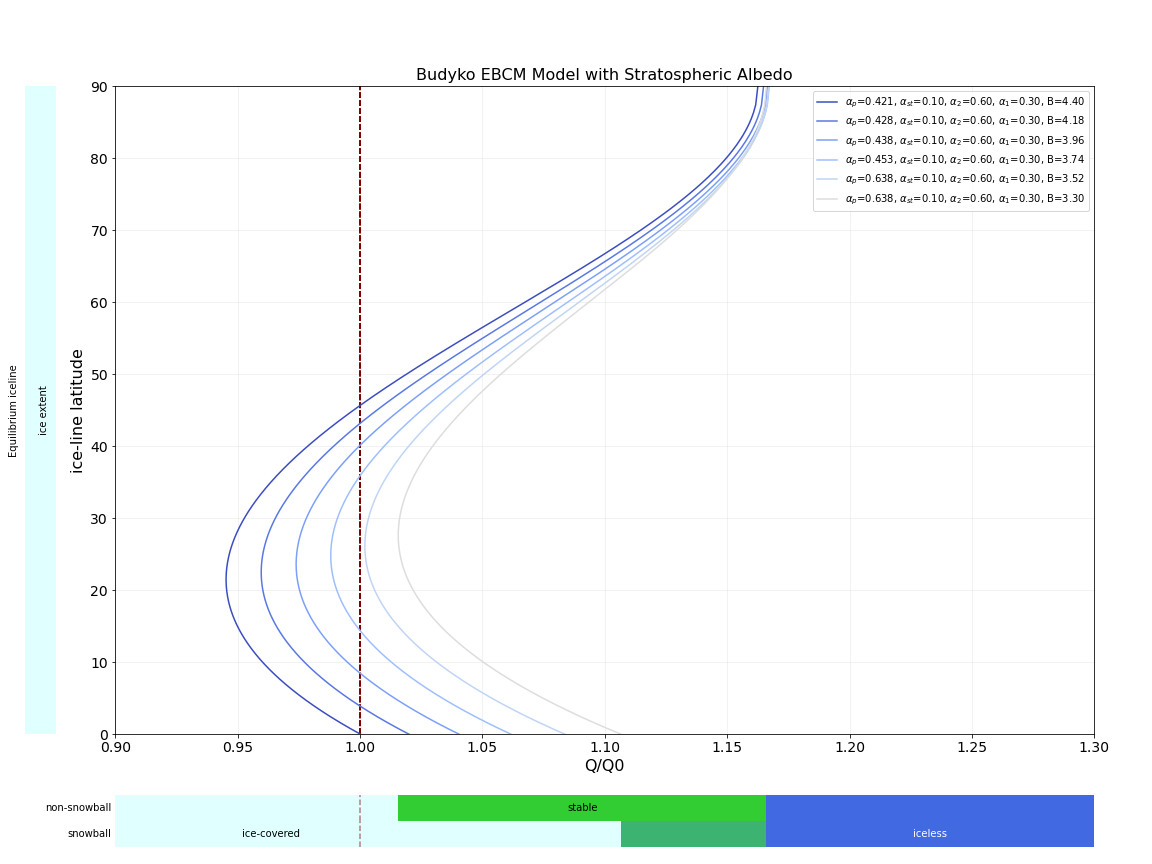 Budyko EBCM Model with Stratospheric Albedo
αp=0.421, αst=0.10, α2=0.60, α1=0.30, B=4.40
αp=0.428, αst=0.10, α2=0.60, α1=0.30, B=4.18
αp=0.438, αst=0.10, α2=0.60, α1=0.30, B=3.96
αp=0.453, αst=0.10, α2=0.60, α1=0.30, B=3.74
αp=0.638, αst=0.10, α2=0.60, α1=0.30, B=3.52
αp=0.638, αst=0.10, α2=0.60, α1=0.30, B=3.30
Equilibrium iceline
ice extent
ice-line latitude
90
80
70
60
50
40
30
20
10
0
0.90 0.95 1.00 1.05 1.10 1.15 1.20 1.25 1.30
Q/Q0
non-snowball stable
snowball ice-covered iceless